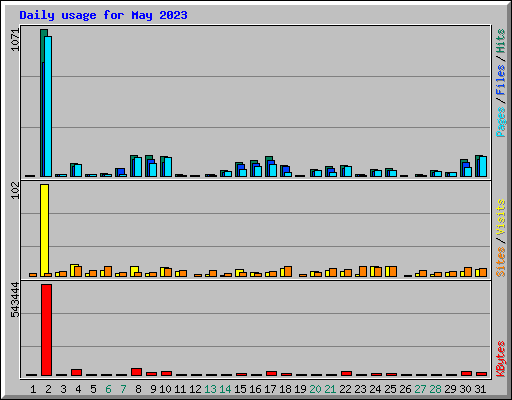 Daily usage for May 2023
1071
Pages / Files / Hits
102
Sites / Visits
543444
KBytes
1 2 3 4 5 6 7 8 9 10 11 12 13 14 15 16 17 18 19 20 21 22 23 24 25 26 27 28 29 30 31